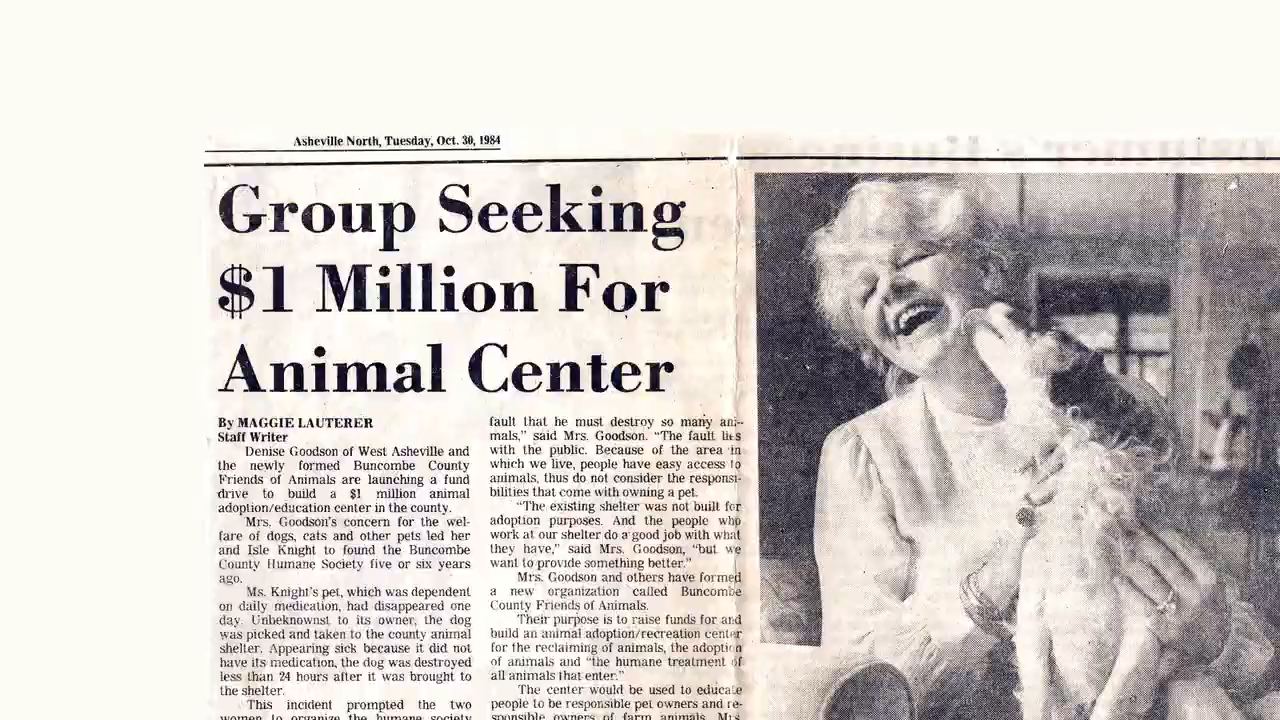 Asheville North, Tuesday, Oct. 30, 1984
Group Seeking
$1 Million For
Animal Center
By MAGGIE LAUTERER
Staff Writer
Denise Goodson of West Asheville and
the newly formed Buncombe County
Friends of Animals are launching a fund
drive to build a $1 million animal
adoption/education center in the county.
Mrs. Goodson's concern for the wel-
fare of dogs, cats and other pets led her
and Isle Knight to found the Buncombe
County Humane Society five or six years
ago.
Ms. Knight's pet, which was dependent
on daily medication, had disappeared one
day. Unbeknownst to its owner, the dog
was picked and taken to the county animal
shelter. Appearing sick because it did not
have its medication, the dog was destroyed
less than 24 hours after it was brought to
the shelter.
This incident prompted the two
women to organize the humane society
fault that he must destroy so many ani-
mals," said Mrs. Goodson. "The fault lies
with the public. Because of the area in
which we live, people have easy access to
animals, thus do not consider the responsi-
bilities that come with owning a pet.
"The existing shelter was not built for
adoption purposes. And the people who
work at our shelter do a good job with what
they have," said Mrs. Goodson, "but we
want to provide something better."
Mrs. Goodson and others have formed
a new organization called Buncombe
County Friends of Animals.
Their purpose is to raise funds for and
build an animal adoption/recreation center
for the reclaiming of animals, the adoption
of animals and "the humane treatment of
all animals that enter."
The center would be used to educate
people to be responsible pet owners and re-
sponsible owners of farm animals. Mrs.